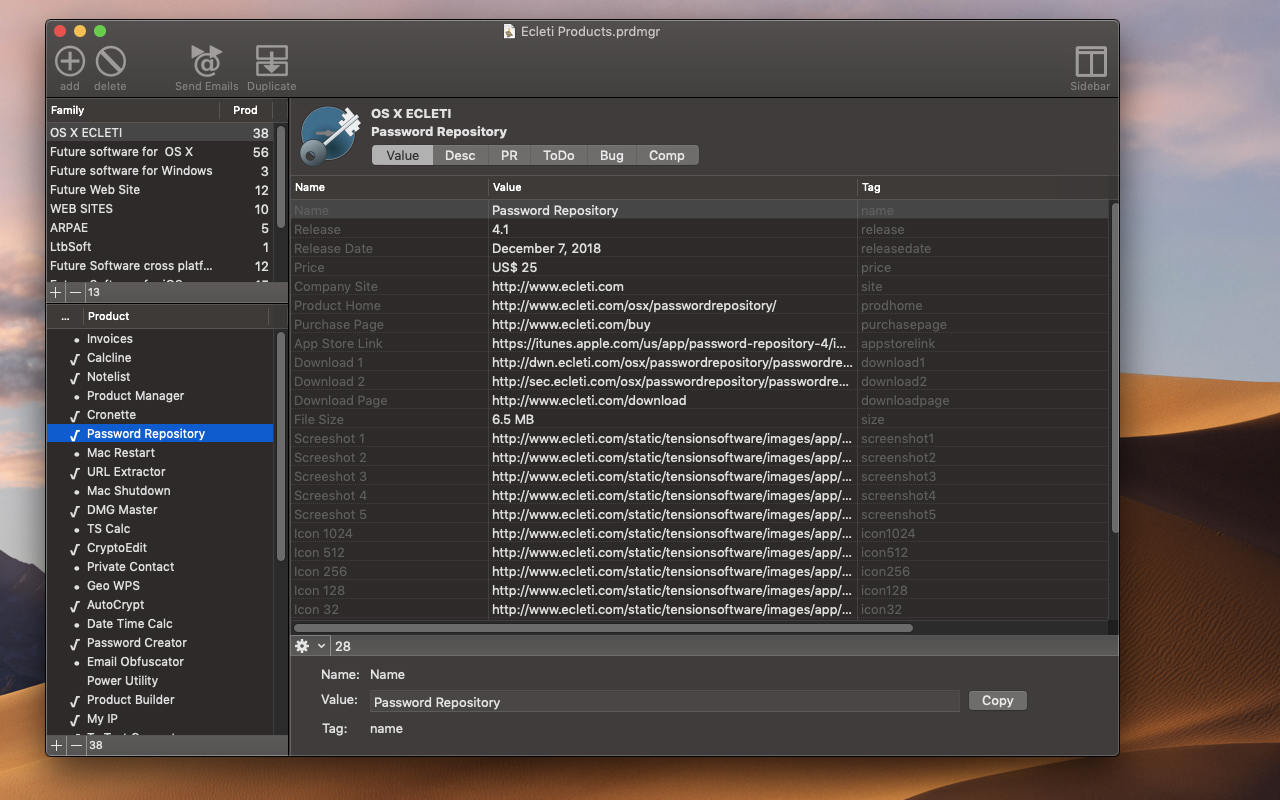 Ecleti Products.prdmgr
add delete Send Emails Duplicate Sidebar
Family Prod
OS X ECLETI 38
Future software for OS X 56
Future software for Windows 3
Future Web Site 12
WEB SITES 10
ARPAE 5
LtbSoft 1
Future Software cross platf... 12
13
... Product
Invoices
Calcline
Notelist
Product Manager
Cronette
Password Repository
Mac Restart
URL Extractor
Mac Shutdown
DMG Master
TS Calc
CryptoEdit
Private Contact
Geo WPS
AutoCrypt
Date Time Calc
Password Creator
Email Obfuscator
Power Utility
Product Builder
My IP
38
OS X ECLETI
Password Repository
Value Desc PR ToDo Bug Comp
Name Value Tag
Name Password Repository name
Release 4.1 release
Release Date December 7, 2018 releasedate
Price US$ 25 price
Company Site http://www.ecleti.com site
Product Home http://www.ecleti.com/osx/passwordrepository/ prodhome
Purchase Page http://www.ecleti.com/buy purchasepage
App Store Link https://itunes.apple.com/us/app/password-repository-4/i... appstorelink
Download 1 http://dwn.ecleti.com/osx/passwordrepository/passwordre... download1
Download 2 http://sec.ecleti.com/osx/passwordrepository/passwordre... download2
Download Page http://www.ecleti.com/download downloadpage
File Size 6.5 MB size
Screeshot 1 http://www.ecleti.com/static/tensionsoftware/images/app/... screenshot1
Screeshot 2 http://www.ecleti.com/static/tensionsoftware/images/app/... screenshot2
Screeshot 3 http://www.ecleti.com/static/tensionsoftware/images/app/... screenshot3
Screeshot 4 http://www.ecleti.com/static/tensionsoftware/images/app/... screenshot4
Screeshot 5 http://www.ecleti.com/static/tensionsoftware/images/app/... screenshot5
Icon 1024 http://www.ecleti.com/static/tensionsoftware/images/app/... icon1024
Icon 512 http://www.ecleti.com/static/tensionsoftware/images/app/... icon512
Icon 256 http://www.ecleti.com/static/tensionsoftware/images/app/... icon256
Icon 128 http://www.ecleti.com/static/tensionsoftware/images/app/... icon128
Icon 32 http://www.ecleti.com/static/tensionsoftware/images/app/... icon32
28
Name: Name
Value: Password Repository Copy
Tag: name